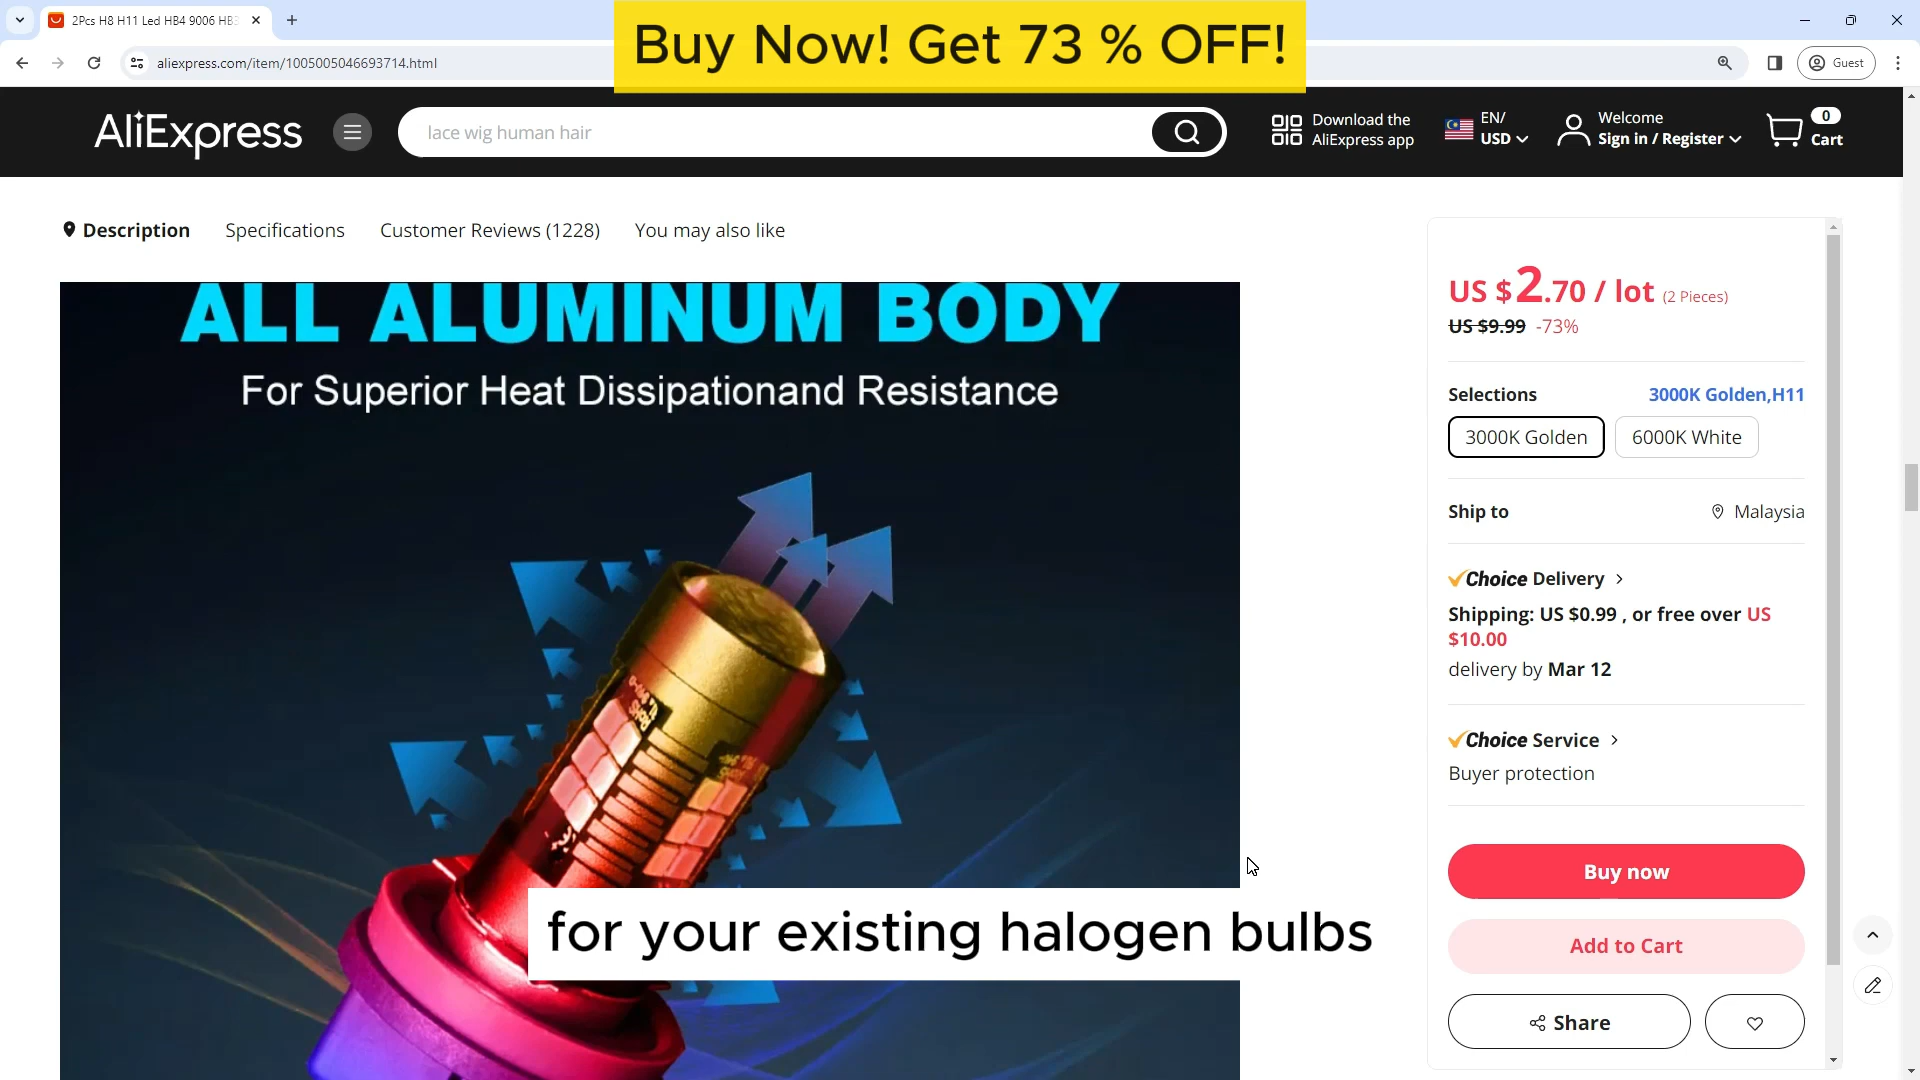 2Pcs H8 H11 Led HB4 9006 HB3
Buy Now! Get 73 % OFF!
aliexpress.com/item/1005005046693714.html
Guest
AliExpress
lace wig human hair
Download the
AliExpress app
EN/
USD
Welcome
Sign in / Register
0
Cart
Description
Specifications
Customer Reviews (1228)
You may also like
ALL ALUMINUM BODY
For Superior Heat Dissipationand Resistance
for your existing halogen bulbs
US $2.70 / lot (2 Pieces)
US $9.99 -73%
Selections
3000K Golden,H11
3000K Golden
6000K White
Ship to
Malaysia
Choice Delivery
Shipping: US $0.99 , or free over US
$10.00
delivery by Mar 12
Choice Service
Buyer protection
Buy now
Add to Cart
Share